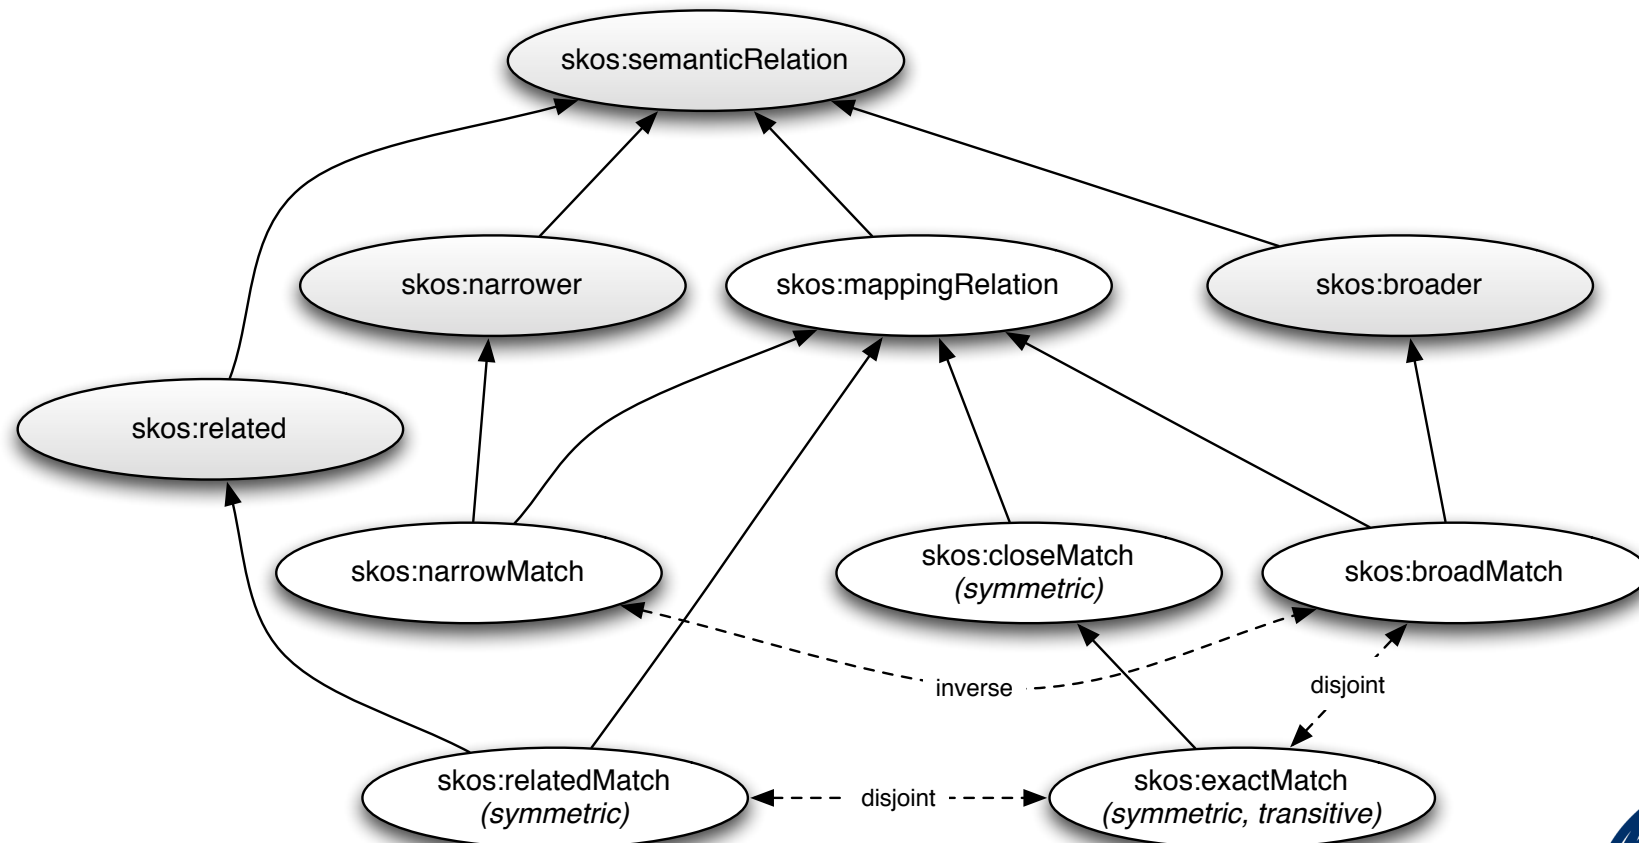 skos:semanticRelation
skos:narrower
skos:mappingRelation
skos:broader
skos:related
skos:narrowMatch
skos:closeMatch
(symmetric)
skos:broadMatch
inverse
disjoint
skos:relatedMatch
(symmetric)
disjoint
skos:exactMatch
(symmetric, transitive)